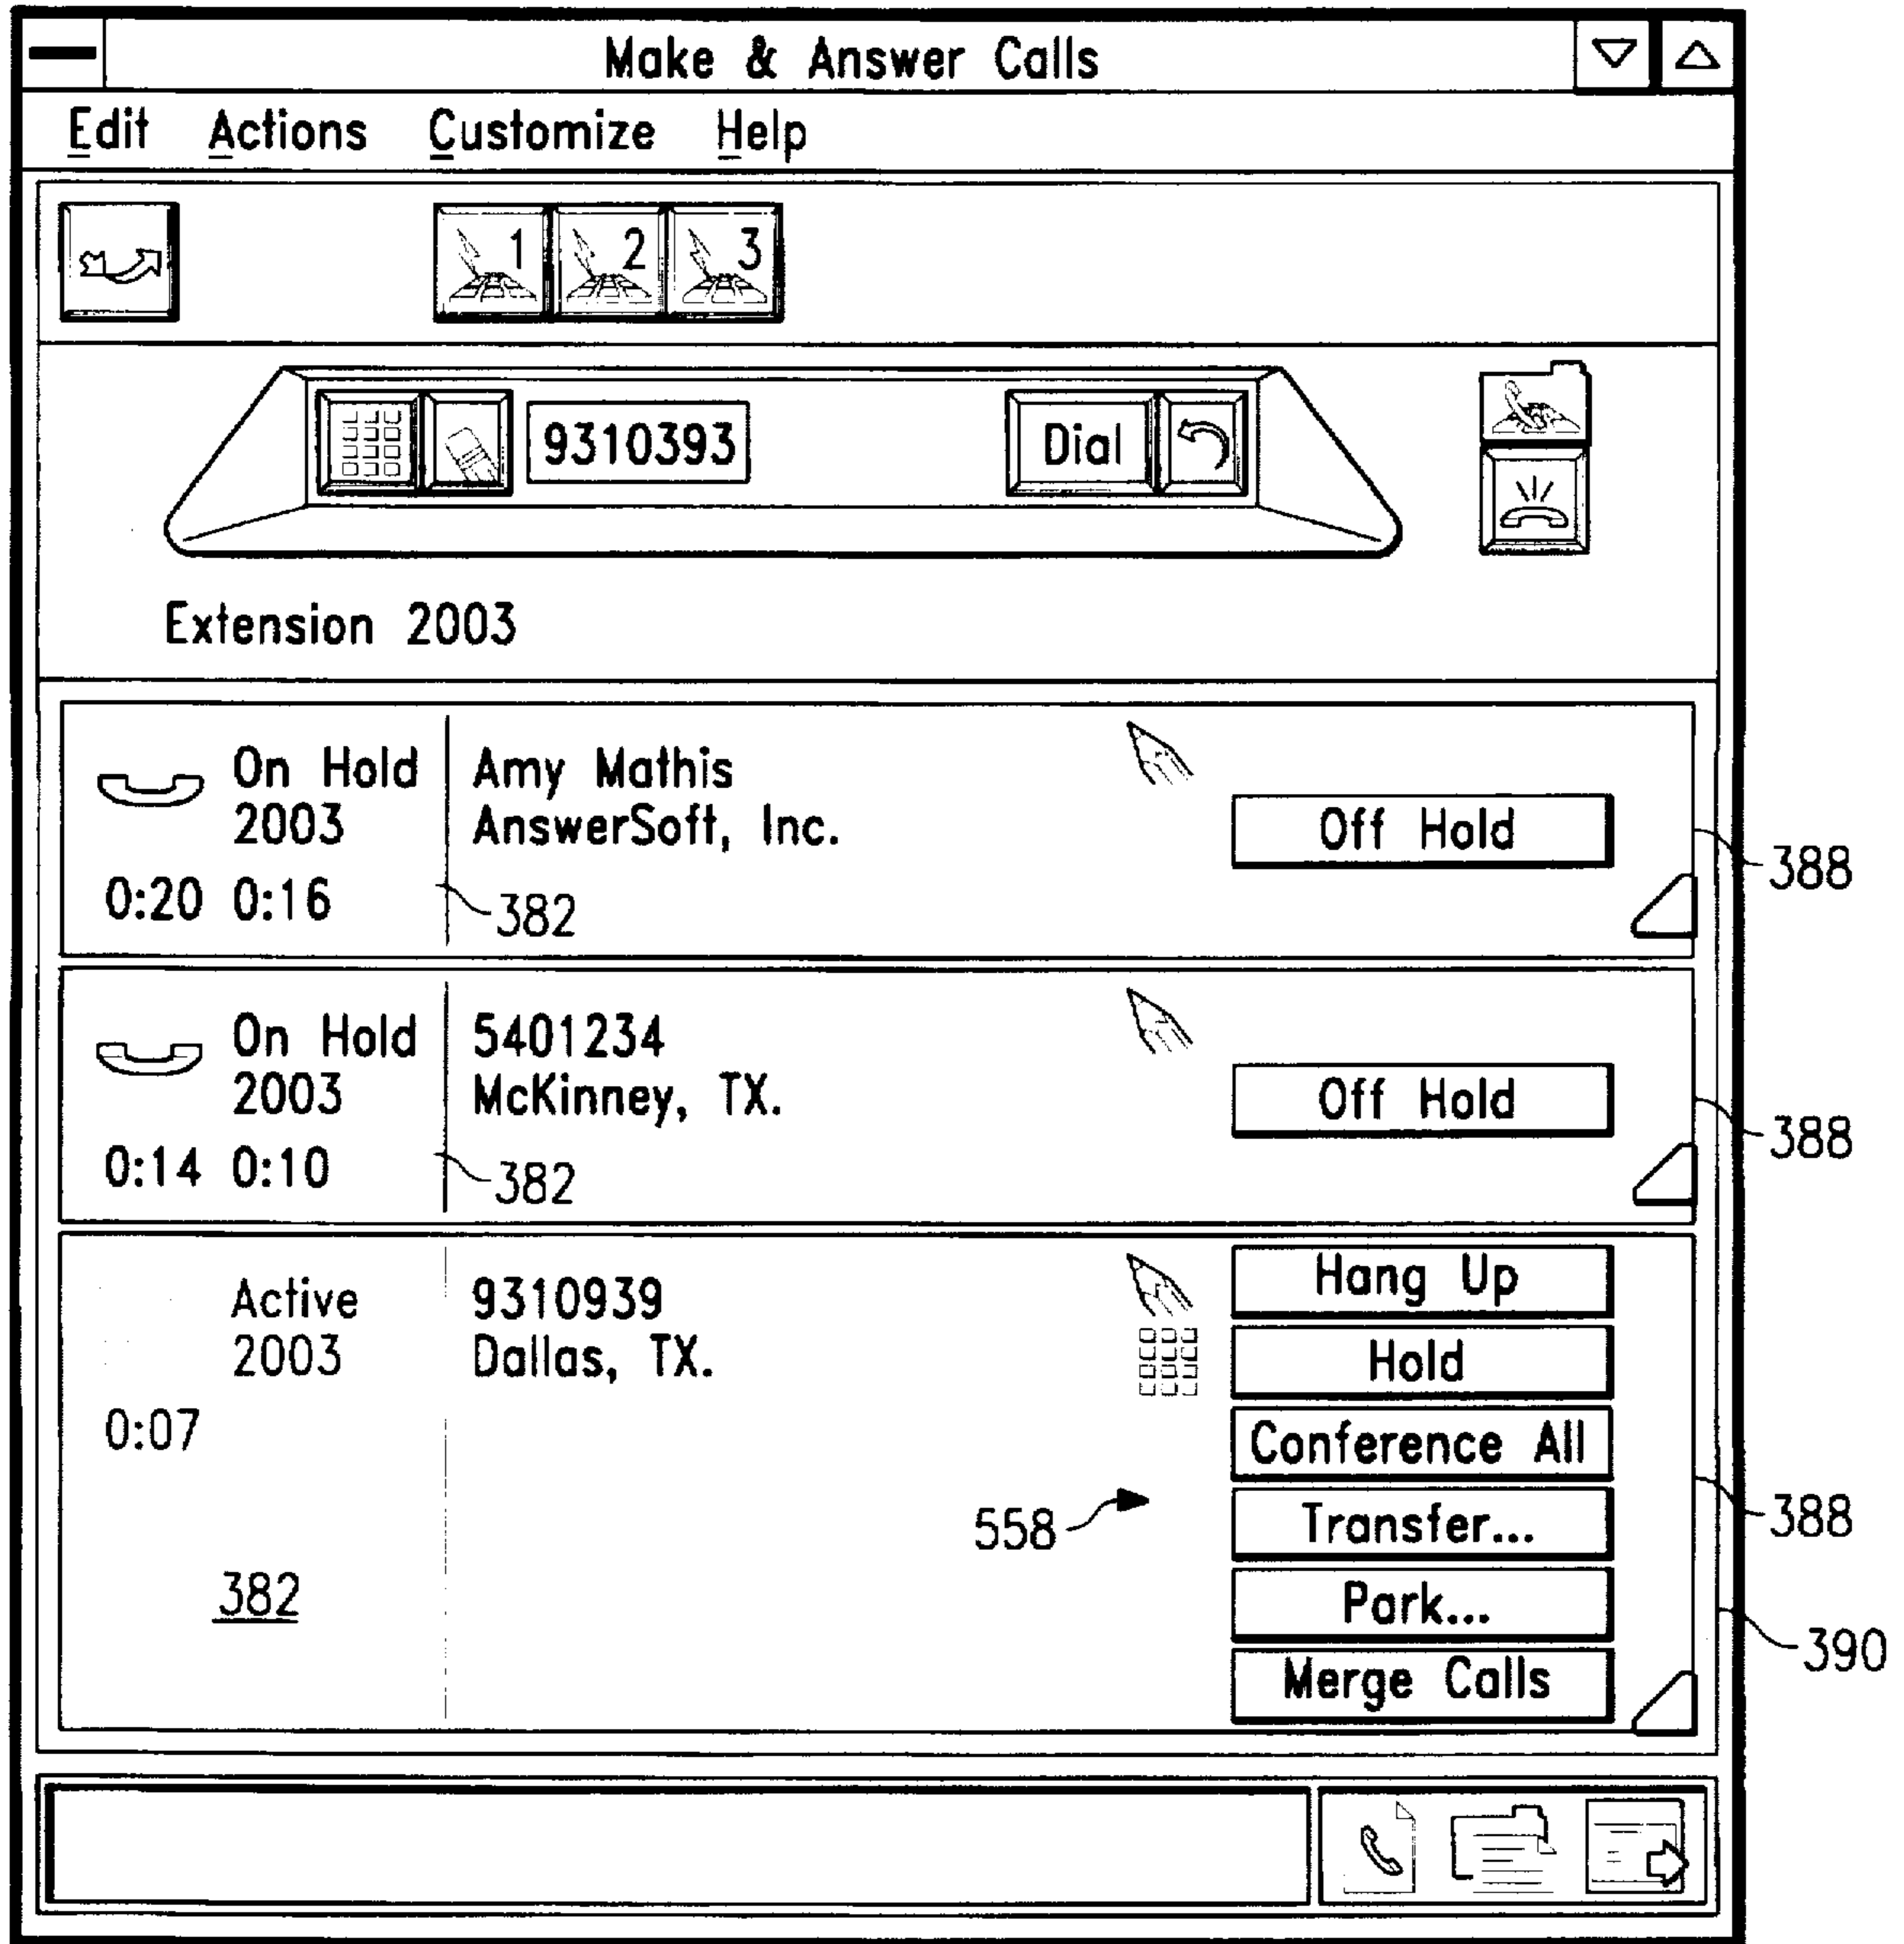 Make & Answer Calls
Edit Actions Customize Help
1 2 3
9310393 Dial
Extension 2003
On Hold Amy Mathis
2003 AnswerSoft, Inc.
Off Hold
388
0:20 0:16
382
On Hold 5401234
2003 McKinney, TX.
Off Hold
388
0:14 0:10
382
Active 9310939
2003 Dallas, TX.
0:07
Hang Up
Hold
Conference All
558
Transfer...
388
382
Park...
390
Merge Calls